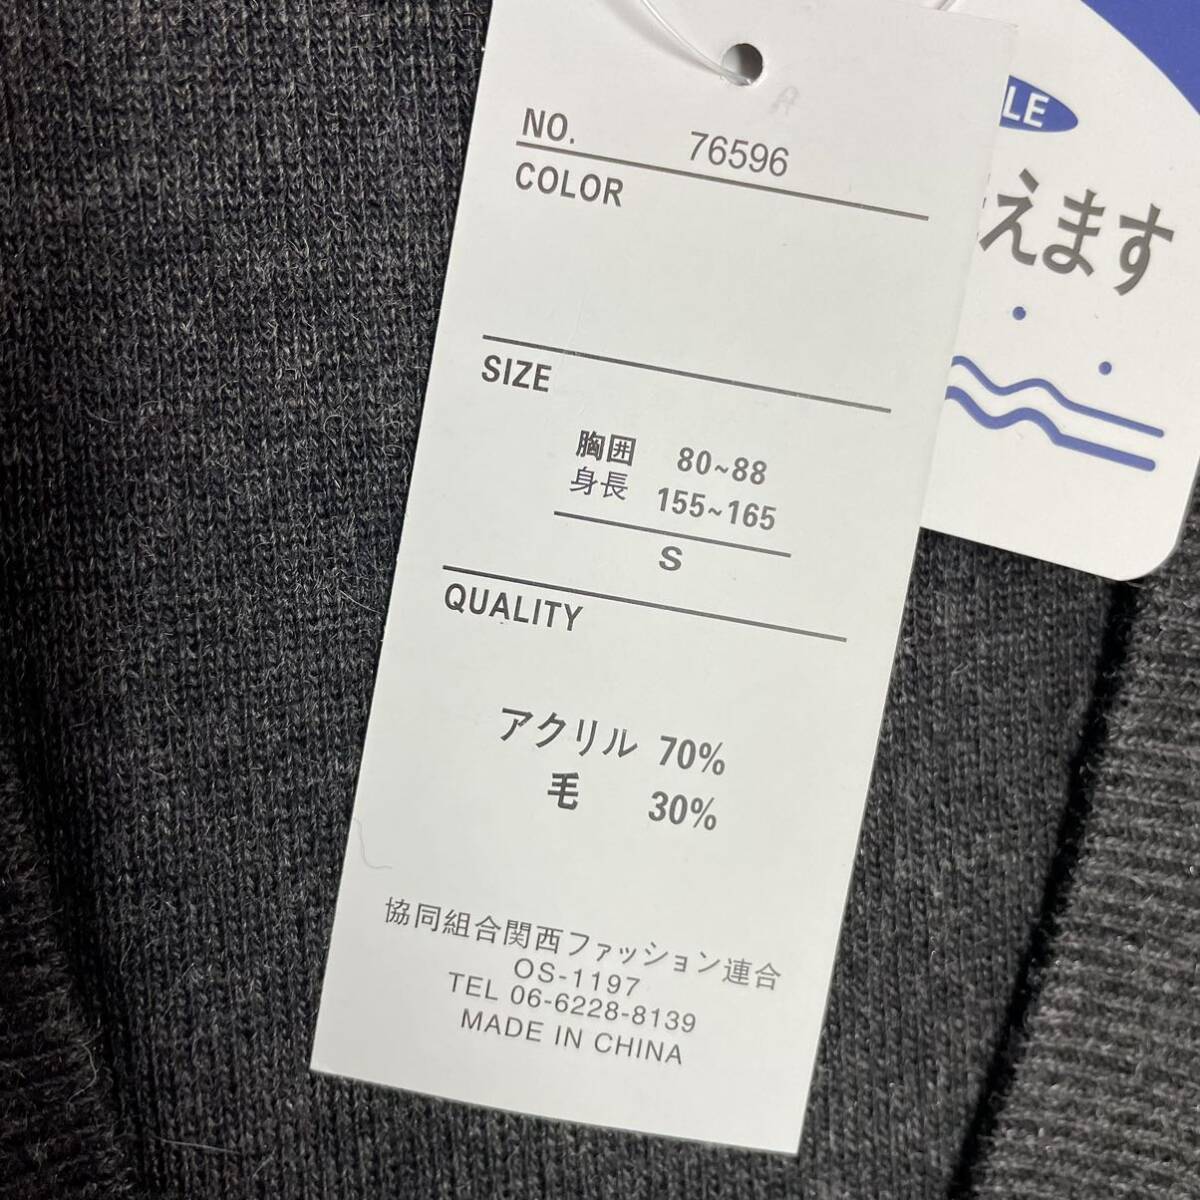 NO. 76596
COLOR
SIZE
胸囲 80~88
身長 155~165
S
QUALITY
アクリル 70%
毛 30%
協同組合関西ファッション連合
OS-1197
TEL 06-6228-8139
MADE IN CHINA
LE
えます